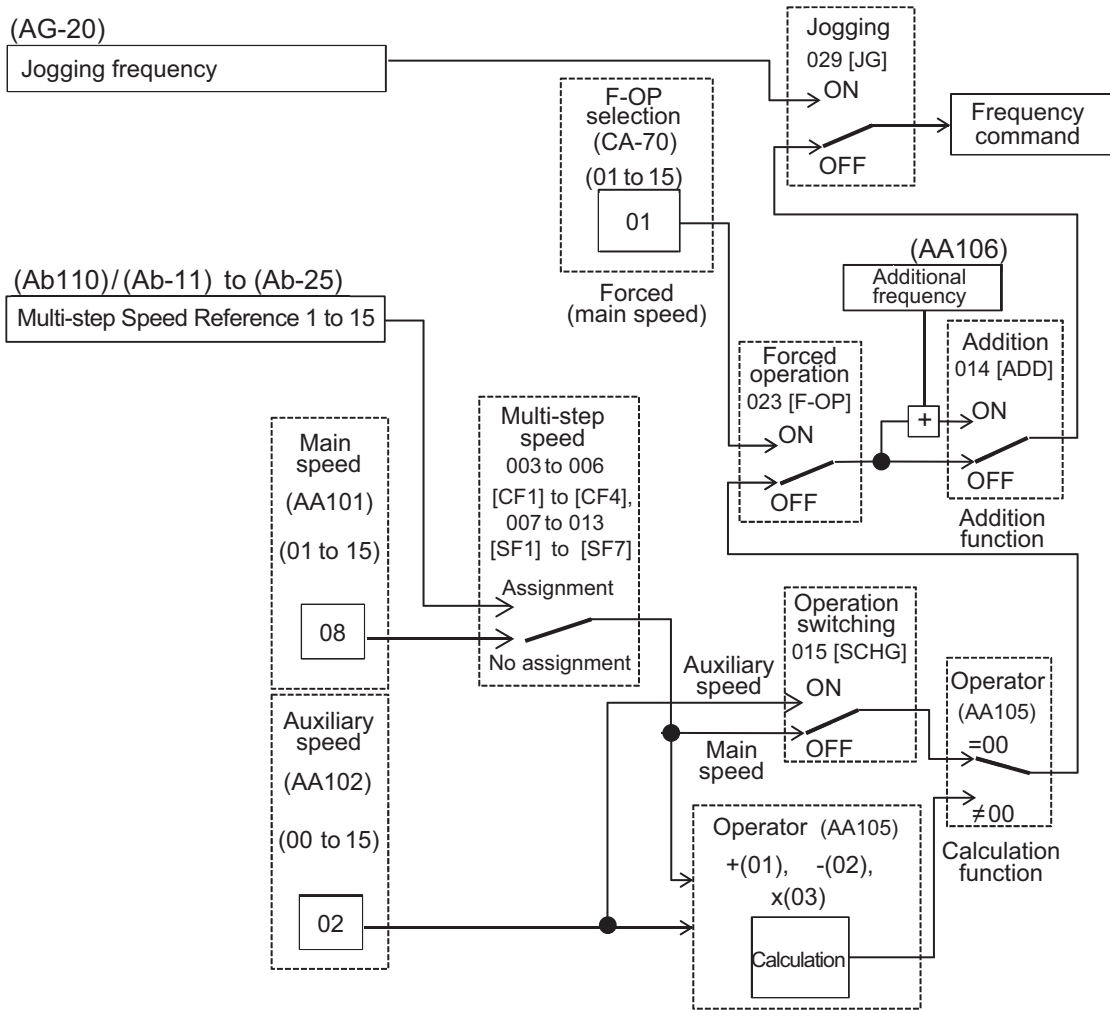 (AG-20)
Jogging frequency
Jogging
029 [JG]
ON
OFF
Frequency
command
F-OP
selection
(CA-70)
(01 to 15)
01
Forced
(main speed)
(AA106)
Additional
frequency
(Ab110)/(Ab-11) to (Ab-25)
Multi-step Speed Reference 1 to 15
Forced
operation
023 [F-OP]
ON
OFF
+
Addition
014 [ADD]
ON
OFF
Addition
function
Main
speed
(AA101)
(01 to 15)
08
Multi-step
speed
003 to 006
[CF1] to [CF4],
007 to 013
[SF1] to [SF7]
Assignment
No assignment
Auxiliary
speed
Main
speed
Operation
switching
015 [SCHG]
ON
OFF
Operator
(AA105)
=00
≠00
Calculation
function
Auxiliary
speed
(AA102)
(00 to 15)
02
Operator (AA105)
+(01), -(02),
x(03)
Calculation